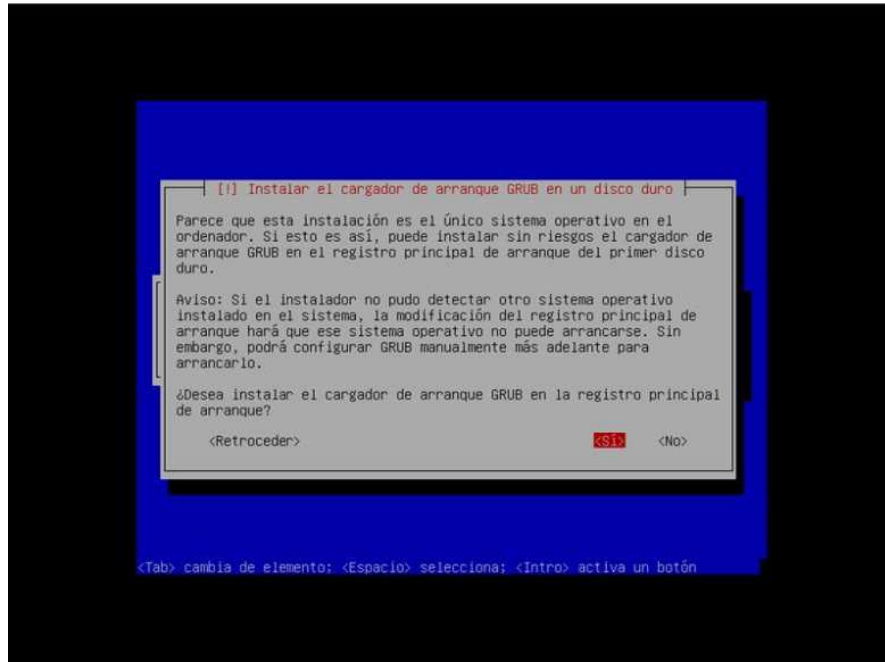 [!] Instalar el cargador de arranque GRUB en un disco duro
Parece que esta instalación es el único sistema operativo en el
ordenador. Si esto es así, puede instalar sin riesgos el cargador de
arranque GRUB en el registro principal de arranque del primer disco
duro.
Aviso: Si el instalador no pudo detectar otro sistema operativo
instalado en el sistema, la modificación del registro principal de
arranque hará que ese sistema operativo no puede arrancarse. Sin
embargo, podrá configurar GRUB manualmente más adelante para
arrancarlo.
¿Desea instalar el cargador de arranque GRUB en la registro principal
de arranque?
<Retroceder> <Sí> <No>
<Tab> cambia de elemento; <Espacio> selecciona; <Intro> activa un botón